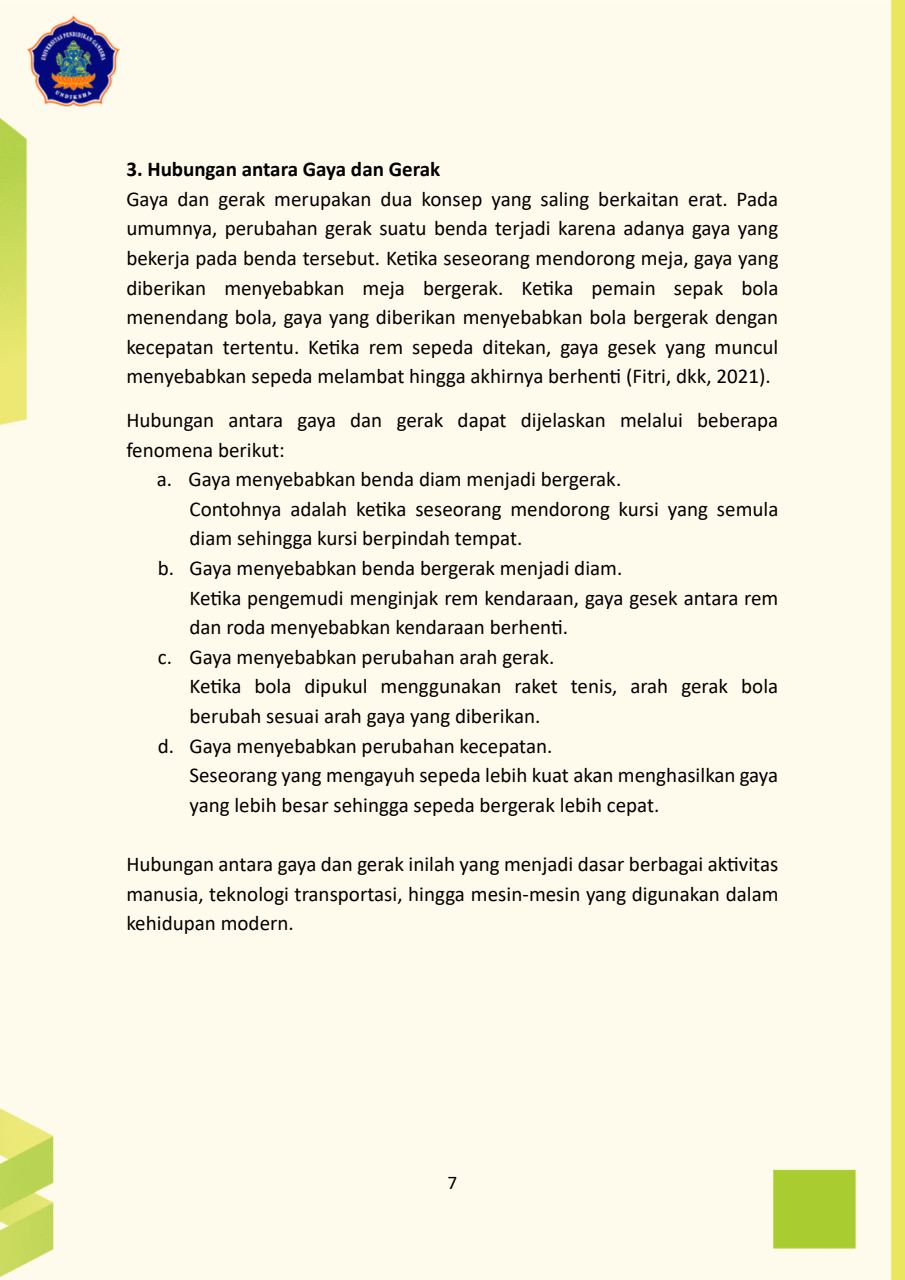 UNIVERSITAS PENDIDIKAN GANESHA
UNDIKSHA
3. Hubungan antara Gaya dan Gerak
Gaya dan gerak merupakan dua konsep yang saling berkaitan erat. Pada
umumnya, perubahan gerak suatu benda terjadi karena adanya gaya yang
bekerja pada benda tersebut. Ketika seseorang mendorong meja, gaya yang
diberikan menyebabkan meja bergerak. Ketika pemain sepak bola
menendang bola, gaya yang diberikan menyebabkan bola bergerak dengan
kecepatan tertentu. Ketika rem sepeda ditekan, gaya gesek yang muncul
menyebabkan sepeda melambat hingga akhirnya berhenti (Fitri, dkk, 2021).
Hubungan antara gaya dan gerak dapat dijelaskan melalui beberapa
fenomena berikut:
a. Gaya menyebabkan benda diam menjadi bergerak.
Contohnya adalah ketika seseorang mendorong kursi yang semula
diam sehingga kursi berpindah tempat.
b. Gaya menyebabkan benda bergerak menjadi diam.
Ketika pengemudi menginjak rem kendaraan, gaya gesek antara rem
dan roda menyebabkan kendaraan berhenti.
c. Gaya menyebabkan perubahan arah gerak.
Ketika bola dipukul menggunakan raket tenis, arah gerak bola
berubah sesuai arah gaya yang diberikan.
d. Gaya menyebabkan perubahan kecepatan.
Seseorang yang mengayuh sepeda lebih kuat akan menghasilkan gaya
yang lebih besar sehingga sepeda bergerak lebih cepat.
Hubungan antara gaya dan gerak inilah yang menjadi dasar berbagai aktivitas
manusia, teknologi transportasi, hingga mesin-mesin yang digunakan dalam
kehidupan modern.
7